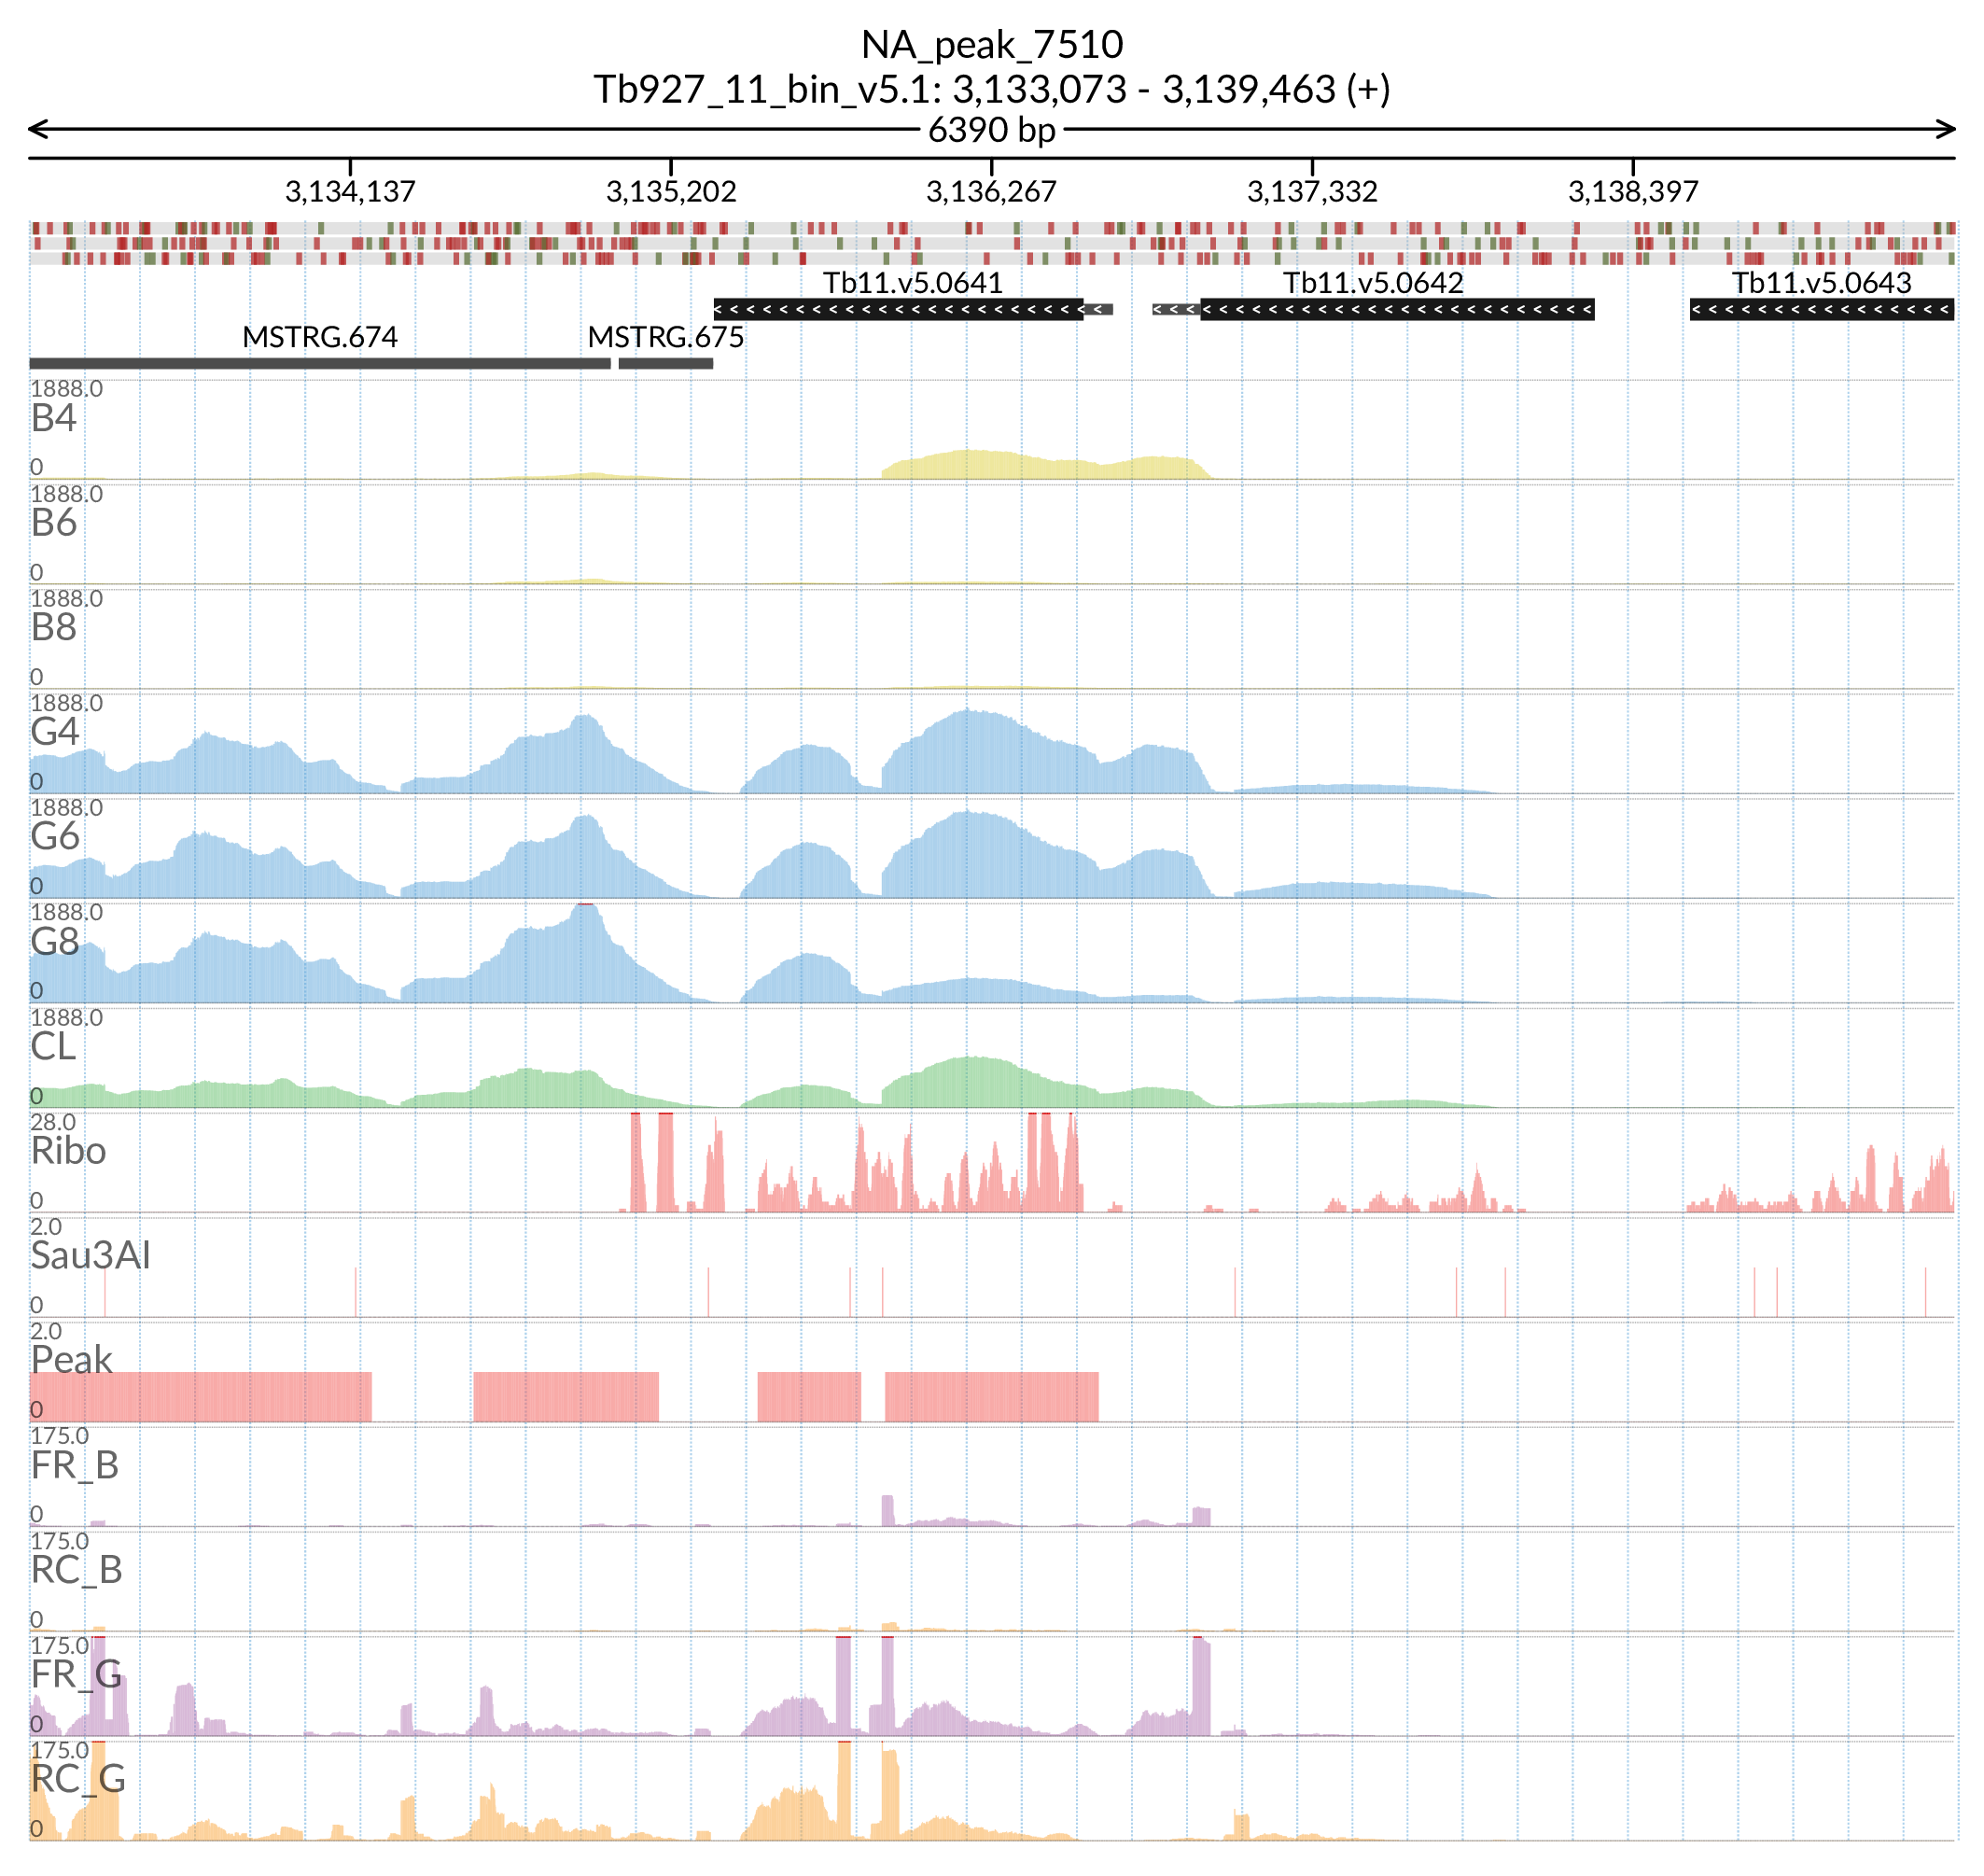 NA_peak_7510
Tb927_11_bin_v5.1: 3,133,073 - 3,139,463 (+)
6390 bp
3,134,137 3,135,202 3,136,267 3,137,332 3,138,397
Tb11.v5.0641 Tb11.v5.0642 Tb11.v5.0643
MSTRG.674 MSTRG.675
1888.0
B4
0
1888.0
B6
0
1888.0
B8
0
1888.0
G4
0
1888.0
G6
0
1888.0
G8
0
1888.0
CL
0
28.0
Ribo
0
2.0
Sau3AI
0
2.0
Peak
0
175.0
FR_B
0
175.0
RC_B
0
175.0
FR_G
0
175.0
RC_G
0